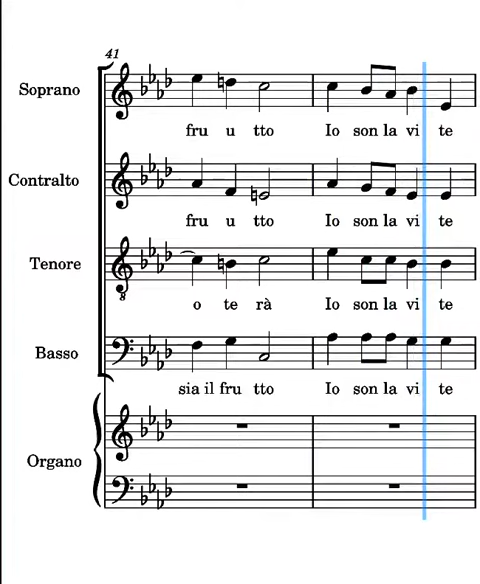 41
Soprano
fru u tto Io son la vi te
Contralto
fru u tto Io son la vi te
Tenore
8
o te rà Io son la vi te
Basso
sia il fru tto Io son la vi te
Organo